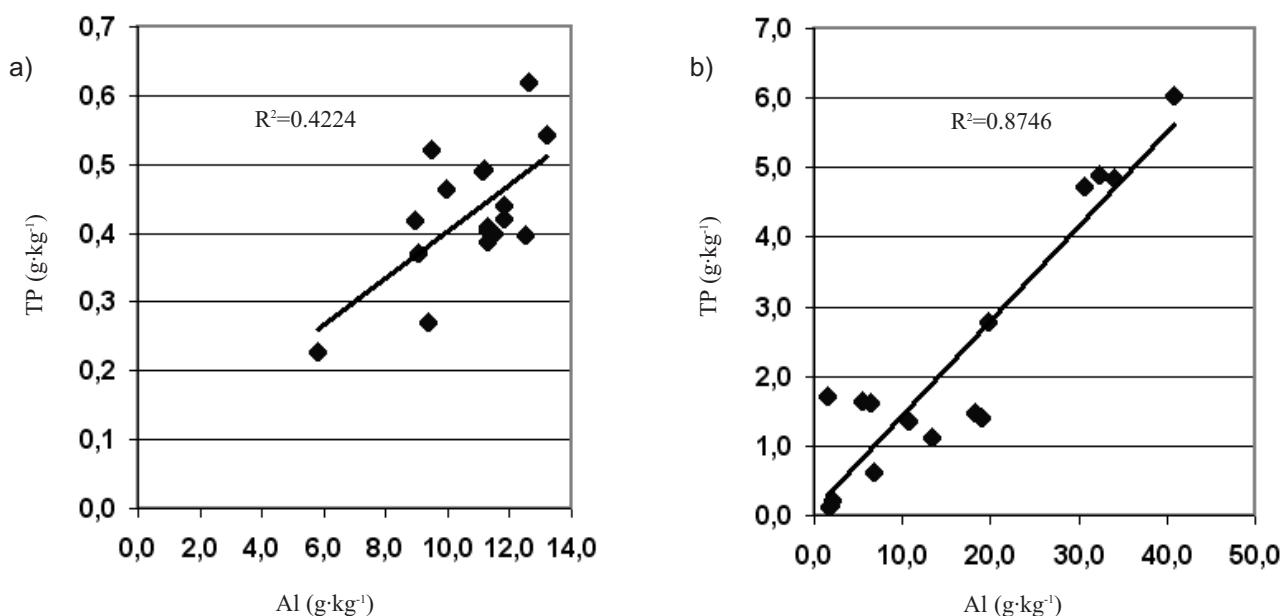 a)
TP (g·kg⁻¹)
0,7
0,6
0,5
0,4
0,3
0,2
0,1
0,0
R²=0.4224
0,0 2,0 4,0 6,0 8,0 10,0 12,0 14,0
Al (g·kg⁻¹)
b)
TP (g·kg⁻¹)
7,0
6,0
5,0
4,0
3,0
2,0
1,0
0,0
R²=0.8746
0,0 10,0 20,0 30,0 40,0 50,0
Al (g·kg⁻¹)